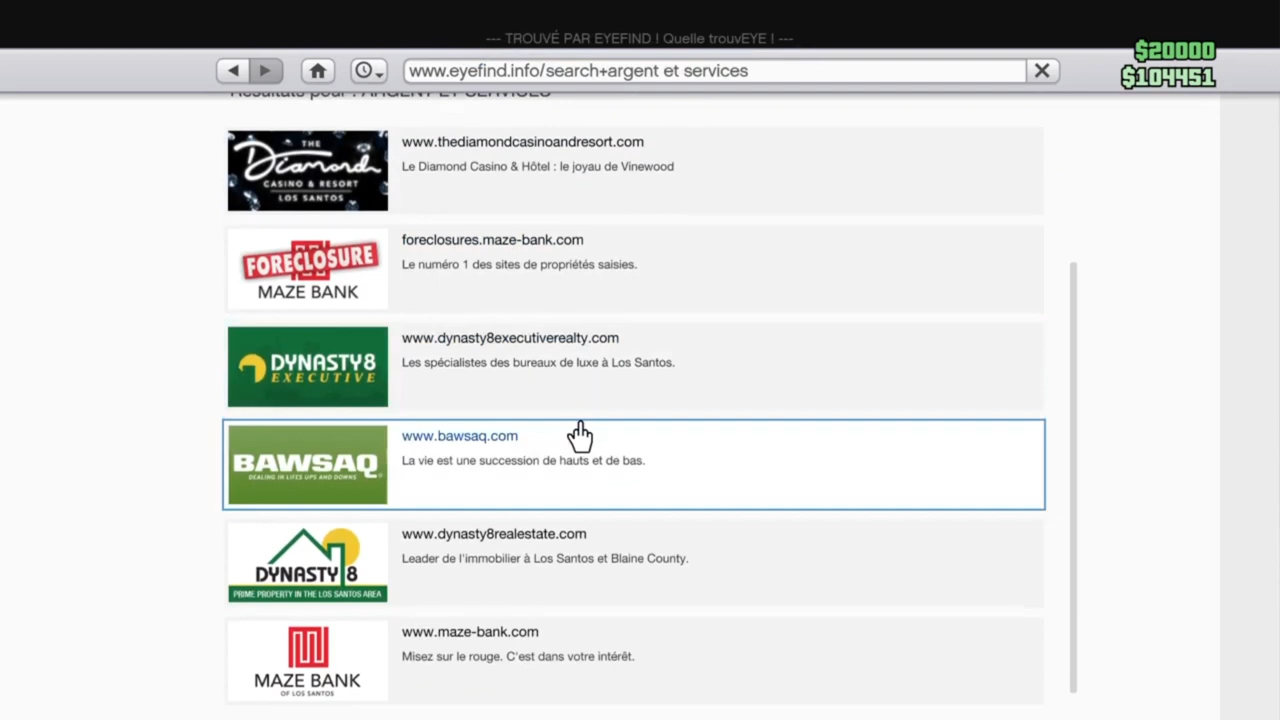 --- TROUVÉ PAR EYEFIND ! Quelle trouvEYE ! ---
$20000
www.eyefind.info/search+argent et services
$104451
Résultats pour : ARGENT ET SERVICES
THE
Diamond
CASINO & RESORT
LOS SANTOS
www.thediamondcasinoandresort.com
Le Diamond Casino & Hôtel : le joyau de Vinewood
FORECLOSURE
MAZE BANK
foreclosures.maze-bank.com
Le numéro 1 des sites de propriétés saisies.
DYNASTY8
EXECUTIVE
www.dynasty8executiverealty.com
Les spécialistes des bureaux de luxe à Los Santos.
BAWSAQ
DEALING IN LIFES UPS AND DOWNS
www.bawsaq.com
La vie est une succession de hauts et de bas.
DYNASTY 8
PRIME PROPERTY IN THE LOS SANTOS AREA
www.dynasty8realestate.com
Leader de l'immobilier à Los Santos et Blaine County.
MAZE BANK
OF LOS SANTOS
www.maze-bank.com
Misez sur le rouge. C'est dans votre intérêt.